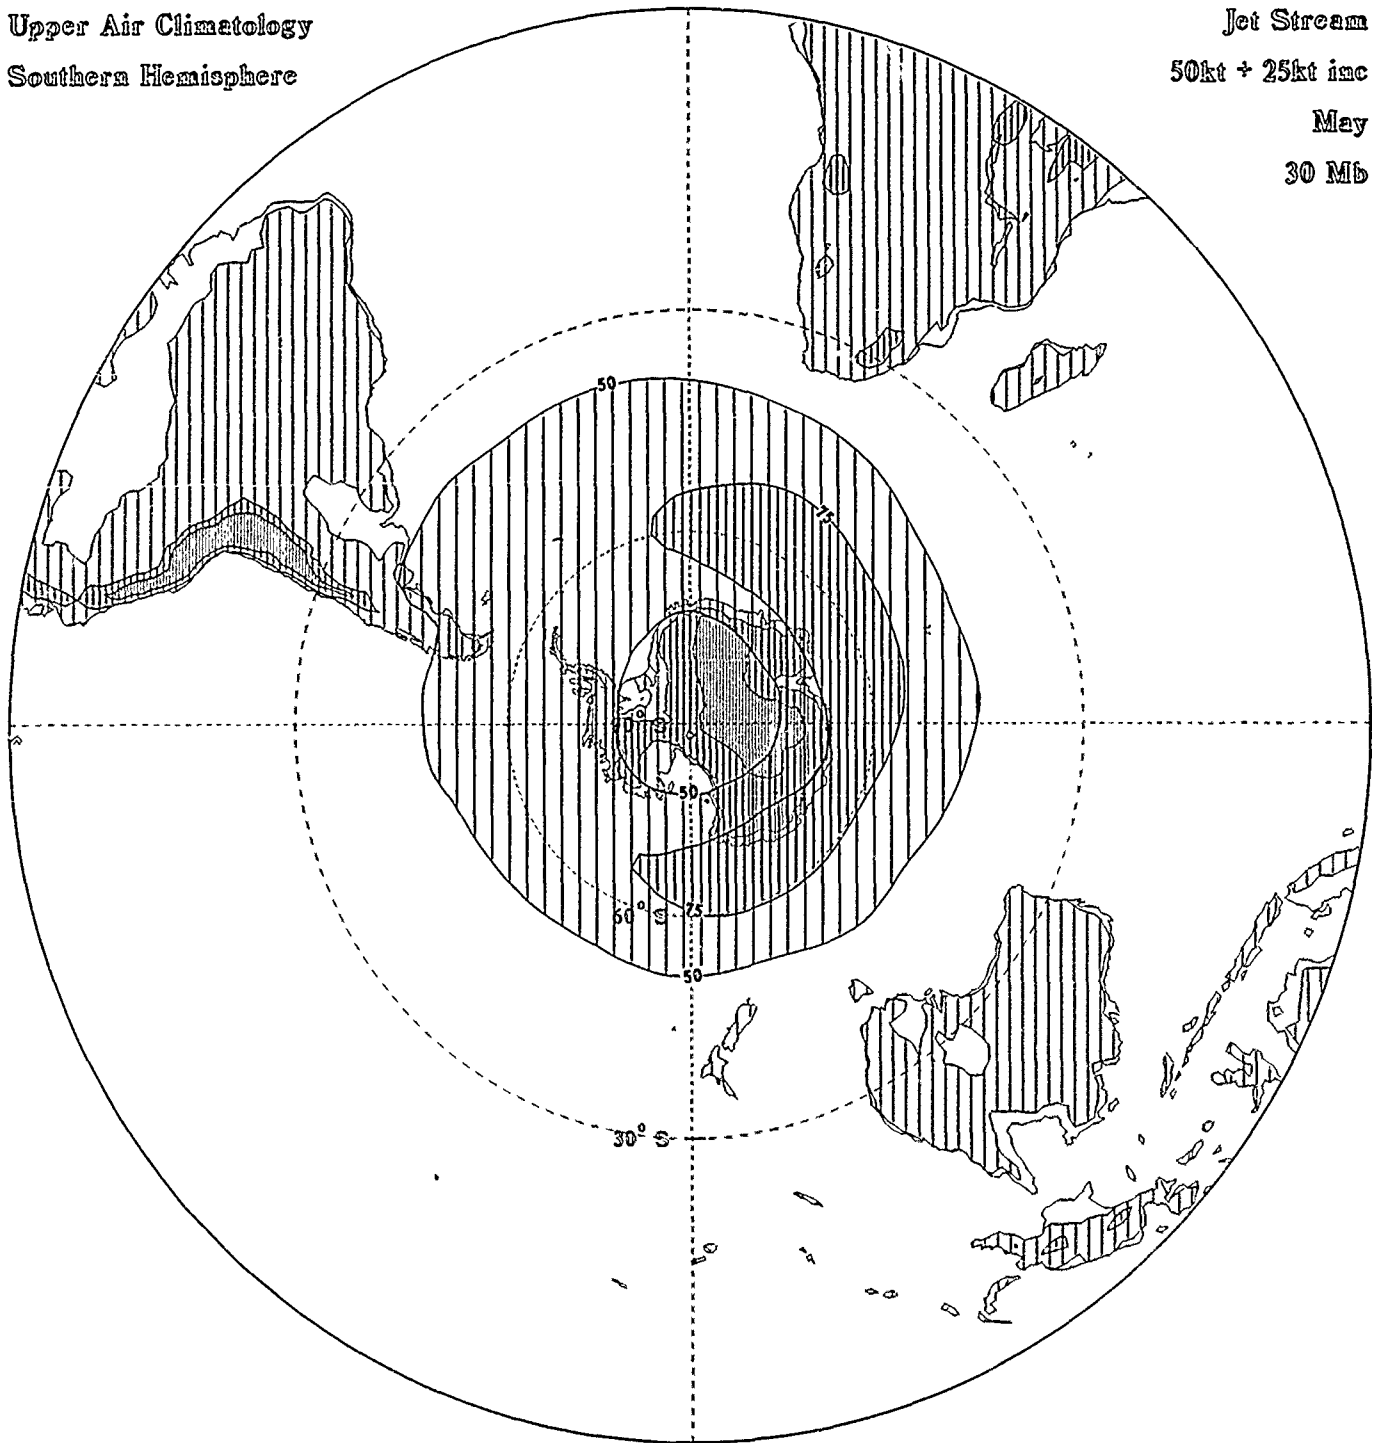 Upper Air Climatology
Southern Hemisphere
Jet Stream
50kt + 25kt inc
May
30 Mb
50
75
50
60° S
75
50
30° S